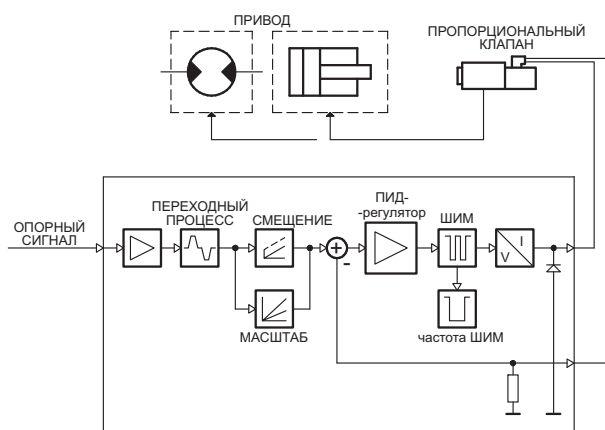 ПРИВОД
ПРОПОРЦИОНАЛЬНЫЙ
КЛАПАН
ОПОРНЫЙ
СИГНАЛ
ПЕРЕХОДНЫЙ
ПРОЦЕСС
СМЕЩЕНИЕ
МАСШТАБ
-
ПИД-
-регулятор
ШИМ
частота ШИМ
I
V